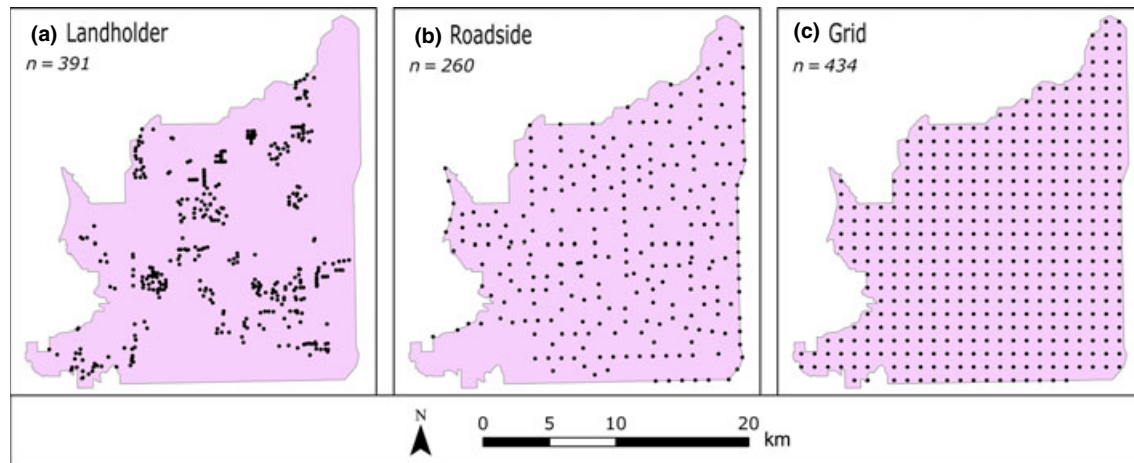 (a) Landholder
n = 391
(b) Roadside
n = 260
(c) Grid
n = 434
N
0 5 10 20
km